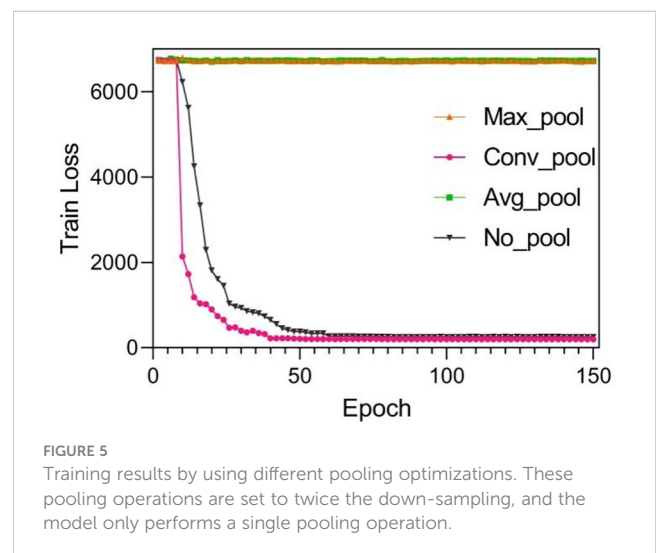 6000
4000
2000
0
Train Loss
0
50
100
150
Epoch
Max_pool
Conv_pool
Avg_pool
No_pool
FIGURE 5
Training results by using different pooling optimizations. These
pooling operations are set to twice the down-sampling, and the
model only performs a single pooling operation.